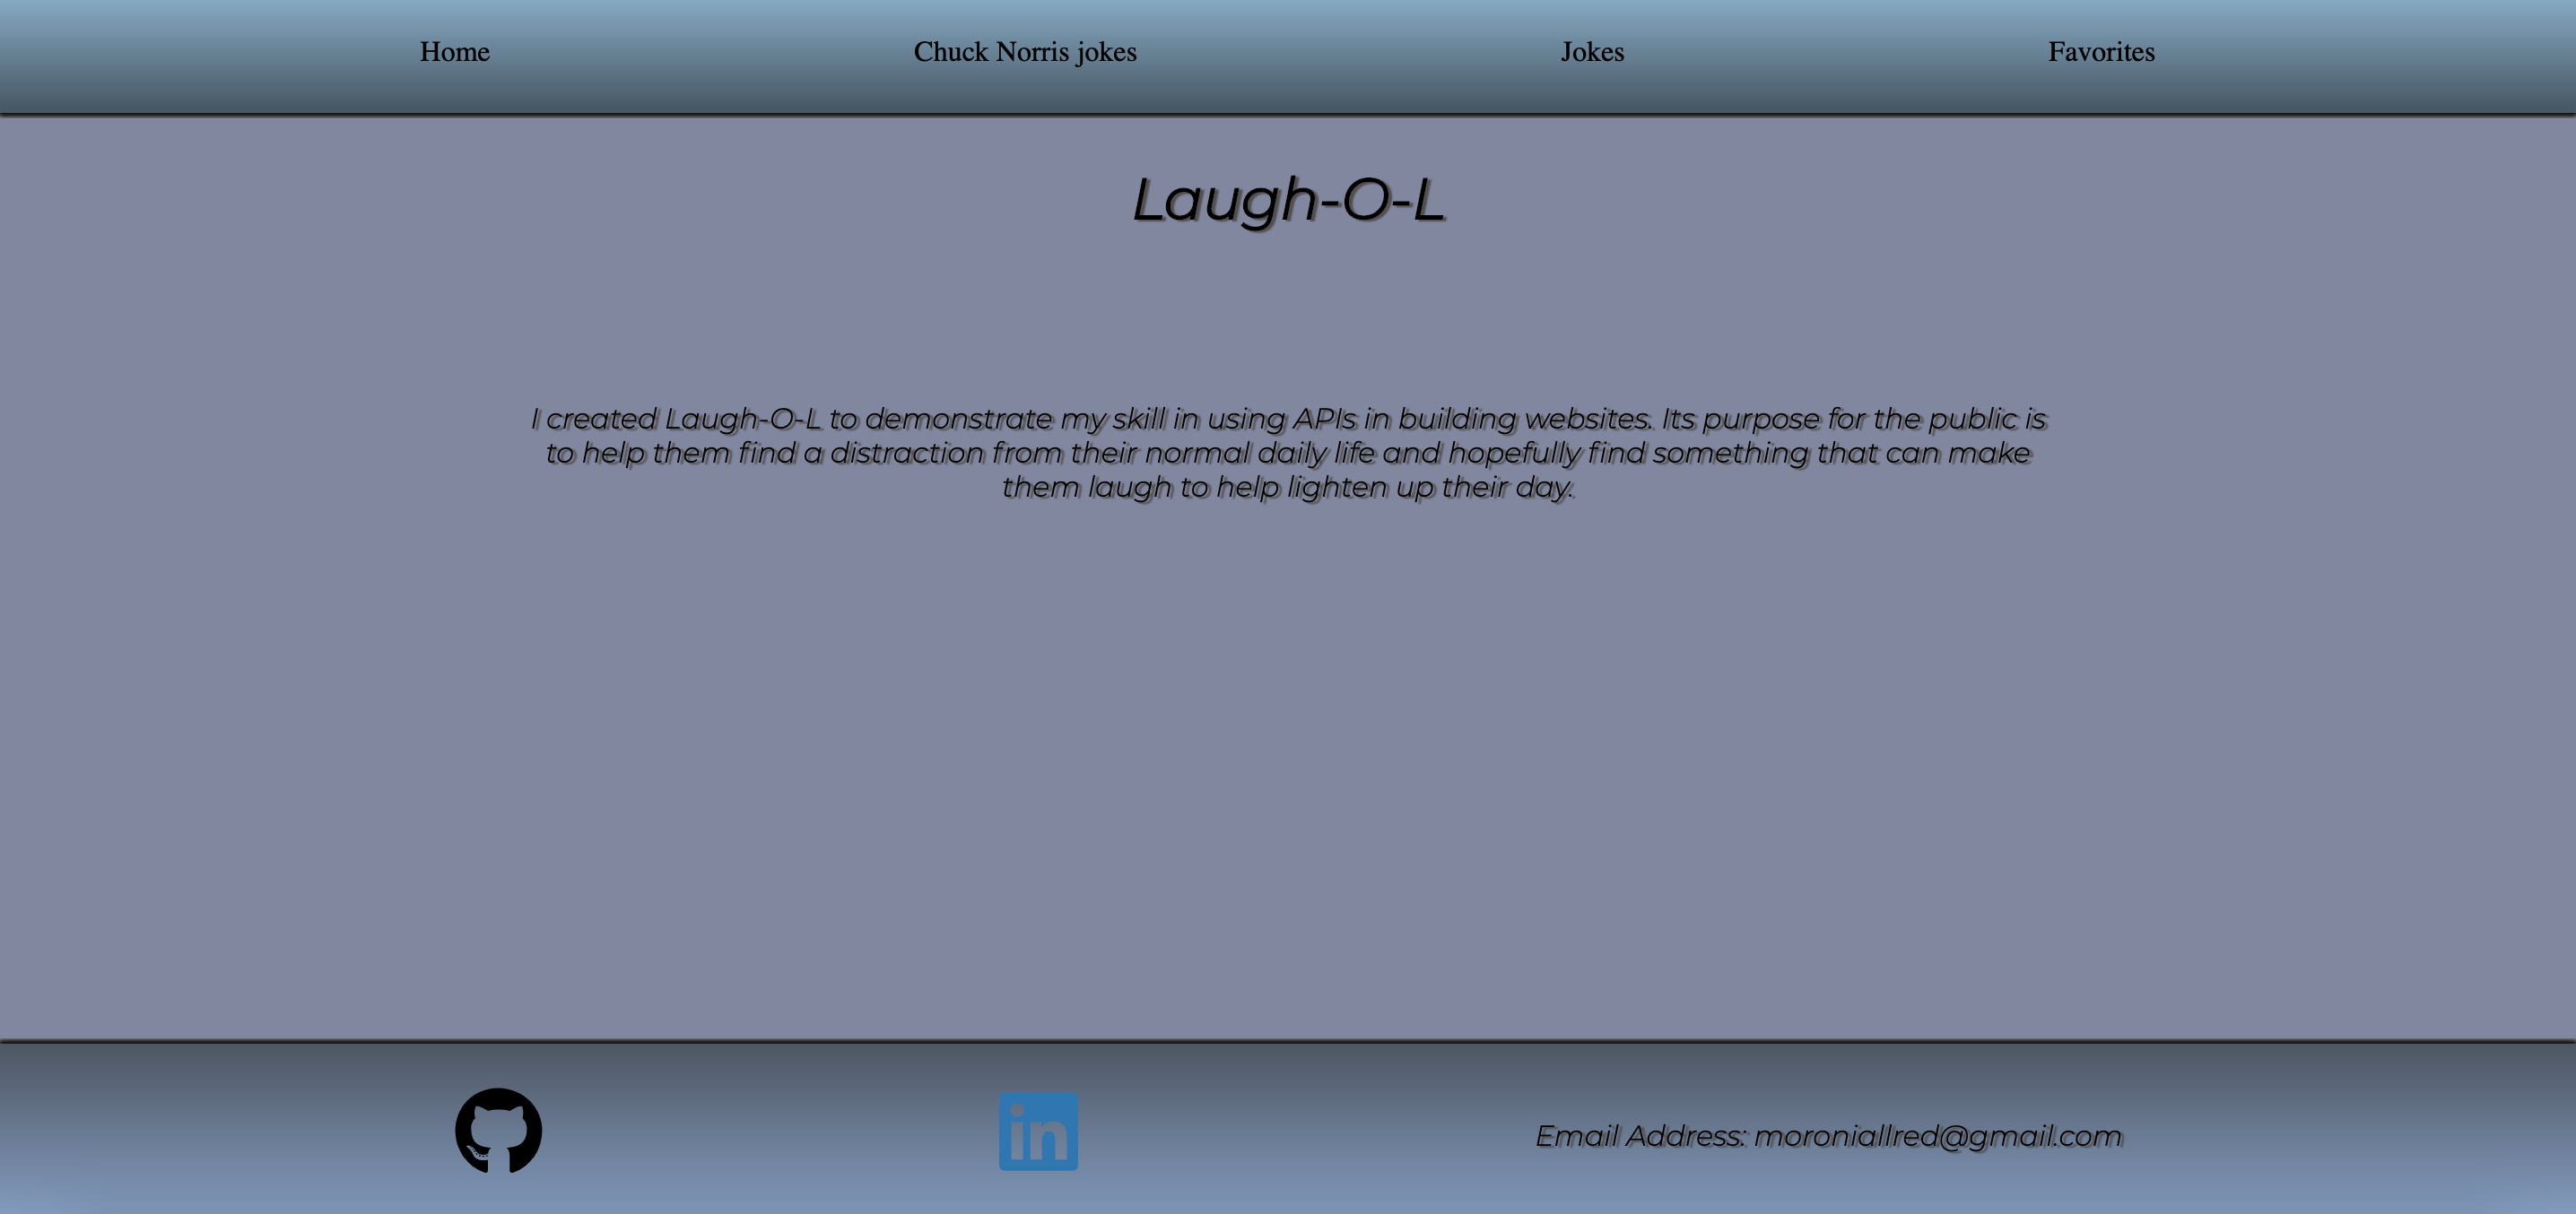 Home
Chuck Norris jokes
Jokes
Favorites
Laugh-O-L
I created Laugh-O-L to demonstrate my skill in using APIs in building websites. Its purpose for the public is
to help them find a distraction from their normal daily life and hopefully find something that can make
them laugh to help lighten up their day.
in
Email Address: moroniallred@gmail.com